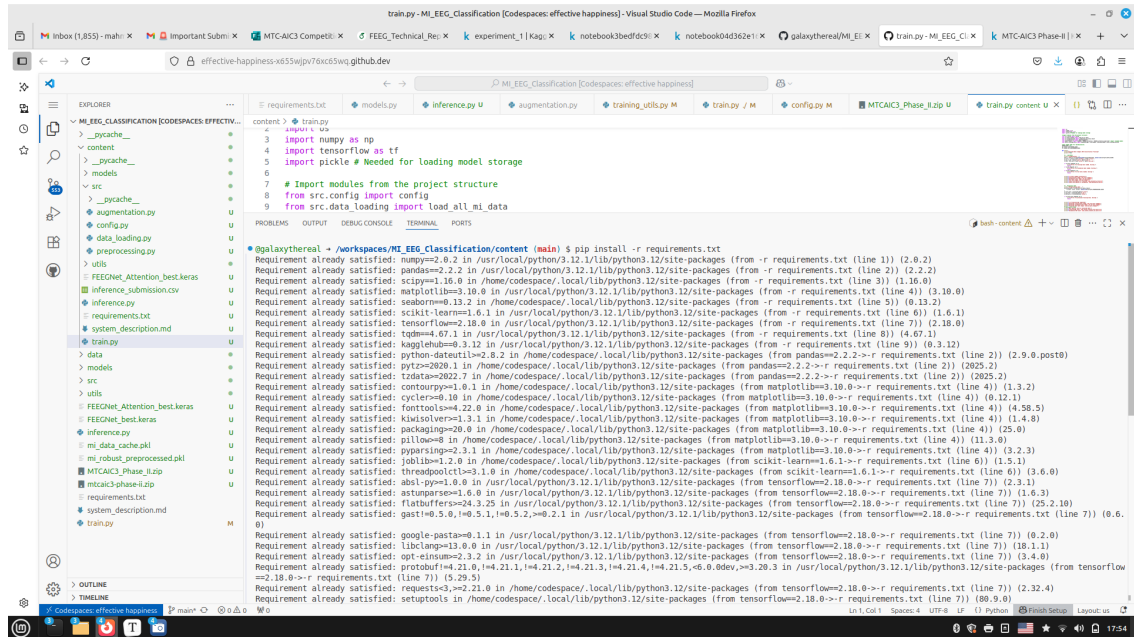 train.py - MI_EEG_Classification [Codespaces: effective happiness] - Visual Studio Code — Mozilla Firefox
Inbox (1,855) - mahm
Important Submi
MTC-AIC3 Competiti
FEEG_Technical_Rep
experiment_1 | Kagg
notebook3bedfdc98
notebook04d362e1
galaxythereal/MI_EE
train.py - MI_EEG_Cl
MTC-AIC3 Phase-II |
effective-happiness-x655wjpv76xc65wq.github.dev
MI_EEG_Classification [Codespaces: effective happiness]
EXPLORER
MI_EEG_CLASSIFICATION [CODESPACES: EFFECTIV...
__pycache__
content
__pycache__
models
src
__pycache__
augmentation.py U
config.py U
data_loading.py U
preprocessing.py U
utils
FEEGNet_Attention_best.keras U
inference_submission.csv U
inference.py U
requirements.txt U
system_description.md U
train.py U
data
models
src
utils
FEEGNet_Attention_best.keras U
FEEGNet_best.keras U
inference.py U
mi_data_cache.pkl U
mi_robust_preprocessed.pkl U
MTCAIC3_Phase_II.zip U
mtcaic3-phase-ii.zip U
requirements.txt
system_description.md
train.py M
OUTLINE
TIMELINE
553
requirements.txt
models.py
inference.py U
augmentation.py
training_utils.py M
train.py ./ M
config.py M
MTCAIC3_Phase_II.zip U
train.py content U
content > train.py
2 import os
3 import numpy as np
4 import tensorflow as tf
5 import pickle # Needed for loading model storage
6
7 # Import modules from the project structure
8 from src.config import config
9 from src.data_loading import load_all_mi_data
PROBLEMS OUTPUT DEBUG CONSOLE TERMINAL PORTS
bash - content
@galaxythereal → /workspaces/MI_EEG_Classification/content (main) $ pip install -r requirements.txt
Requirement already satisfied: numpy==2.0.2 in /usr/local/python/3.12.1/lib/python3.12/site-packages (from -r requirements.txt (line 1)) (2.0.2)
Requirement already satisfied: pandas==2.2.2 in /usr/local/python/3.12.1/lib/python3.12/site-packages (from -r requirements.txt (line 2)) (2.2.2)
Requirement already satisfied: scipy==1.16.0 in /home/codespace/.local/lib/python3.12/site-packages (from -r requirements.txt (line 3)) (1.16.0)
Requirement already satisfied: matplotlib==3.10.0 in /usr/local/python/3.12.1/lib/python3.12/site-packages (from -r requirements.txt (line 4)) (3.10.0)
Requirement already satisfied: seaborn==0.13.2 in /home/codespace/.local/lib/python3.12/site-packages (from -r requirements.txt (line 5)) (0.13.2)
Requirement already satisfied: scikit-learn==1.6.1 in /home/codespace/.local/lib/python3.12/site-packages (from -r requirements.txt (line 6)) (1.6.1)
Requirement already satisfied: tensorflow==2.18.0 in /usr/local/python/3.12.1/lib/python3.12/site-packages (from -r requirements.txt (line 7)) (2.18.0)
Requirement already satisfied: tqdm==4.67.1 in /usr/local/python/3.12.1/lib/python3.12/site-packages (from -r requirements.txt (line 8)) (4.67.1)
Requirement already satisfied: kagglehub==0.3.12 in /usr/local/python/3.12.1/lib/python3.12/site-packages (from -r requirements.txt (line 9)) (0.3.12)
Requirement already satisfied: python-dateutil>=2.8.2 in /home/codespace/.local/lib/python3.12/site-packages (from pandas==2.2.2->-r requirements.txt (line 2)) (2.9.0.post0)
Requirement already satisfied: pytz>=2020.1 in /home/codespace/.local/lib/python3.12/site-packages (from pandas==2.2.2->-r requirements.txt (line 2)) (2025.2)
Requirement already satisfied: tzdata>=2022.7 in /home/codespace/.local/lib/python3.12/site-packages (from pandas==2.2.2->-r requirements.txt (line 2)) (2025.2)
Requirement already satisfied: contourpy>=1.0.1 in /home/codespace/.local/lib/python3.12/site-packages (from matplotlib==3.10.0->-r requirements.txt (line 4)) (1.3.2)
Requirement already satisfied: cycler>=0.10 in /home/codespace/.local/lib/python3.12/site-packages (from matplotlib==3.10.0->-r requirements.txt (line 4)) (0.12.1)
Requirement already satisfied: fonttools>=4.22.0 in /home/codespace/.local/lib/python3.12/site-packages (from matplotlib==3.10.0->-r requirements.txt (line 4)) (4.58.5)
Requirement already satisfied: kiwisolver>=1.3.1 in /home/codespace/.local/lib/python3.12/site-packages (from matplotlib==3.10.0->-r requirements.txt (line 4)) (1.4.8)
Requirement already satisfied: packaging>=20.0 in /home/codespace/.local/lib/python3.12/site-packages (from matplotlib==3.10.0->-r requirements.txt (line 4)) (25.0)
Requirement already satisfied: pillow>=8 in /home/codespace/.local/lib/python3.12/site-packages (from matplotlib==3.10.0->-r requirements.txt (line 4)) (11.3.0)
Requirement already satisfied: pyparsing>=2.3.1 in /home/codespace/.local/lib/python3.12/site-packages (from matplotlib==3.10.0->-r requirements.txt (line 4)) (3.2.3)
Requirement already satisfied: joblib>=1.2.0 in /home/codespace/.local/lib/python3.12/site-packages (from scikit-learn==1.6.1->-r requirements.txt (line 6)) (1.5.1)
Requirement already satisfied: threadpoolctl>=3.1.0 in /home/codespace/.local/lib/python3.12/site-packages (from scikit-learn==1.6.1->-r requirements.txt (line 6)) (3.6.0)
Requirement already satisfied: absl-py>=1.0.0 in /usr/local/python/3.12.1/lib/python3.12/site-packages (from tensorflow==2.18.0->-r requirements.txt (line 7)) (2.3.1)
Requirement already satisfied: astunparse>=1.6.0 in /usr/local/python/3.12.1/lib/python3.12/site-packages (from tensorflow==2.18.0->-r requirements.txt (line 7)) (1.6.3)
Requirement already satisfied: flatbuffers>=24.3.25 in /usr/local/python/3.12.1/lib/python3.12/site-packages (from tensorflow==2.18.0->-r requirements.txt (line 7)) (25.2.10)
Requirement already satisfied: gast!=0.5.0,!=0.5.1,!=0.5.2,>=0.2.1 in /usr/local/python/3.12.1/lib/python3.12/site-packages (from tensorflow==2.18.0->-r requirements.txt (line 7)) (0.6.
0)
Requirement already satisfied: google-pasta>=0.1.1 in /usr/local/python/3.12.1/lib/python3.12/site-packages (from tensorflow==2.18.0->-r requirements.txt (line 7)) (0.2.0)
Requirement already satisfied: libclang>=13.0.0 in /usr/local/python/3.12.1/lib/python3.12/site-packages (from tensorflow==2.18.0->-r requirements.txt (line 7)) (18.1.1)
Requirement already satisfied: opt-einsum>=2.3.2 in /usr/local/python/3.12.1/lib/python3.12/site-packages (from tensorflow==2.18.0->-r requirements.txt (line 7)) (3.4.0)
Requirement already satisfied: protobuf!=4.21.0,!=4.21.1,!=4.21.2,!=4.21.3,!=4.21.4,!=4.21.5,<6.0.0dev,>=3.20.3 in /usr/local/python/3.12.1/lib/python3.12/site-packages (from tensorflow
==2.18.0->-r requirements.txt (line 7)) (5.29.5)
Requirement already satisfied: requests<3,>=2.21.0 in /home/codespace/.local/lib/python3.12/site-packages (from tensorflow==2.18.0->-r requirements.txt (line 7)) (2.32.4)
Requirement already satisfied: setuptools in /home/codespace/.local/lib/python3.12/site-packages (from tensorflow==2.18.0->-r requirements.txt (line 7)) (80.9.0)
Codespaces: effective happiness main* 0 0 0
Ln 1, Col 1 Spaces: 4 UTF-8 LF Python Finish Setup Layout: us
17:54